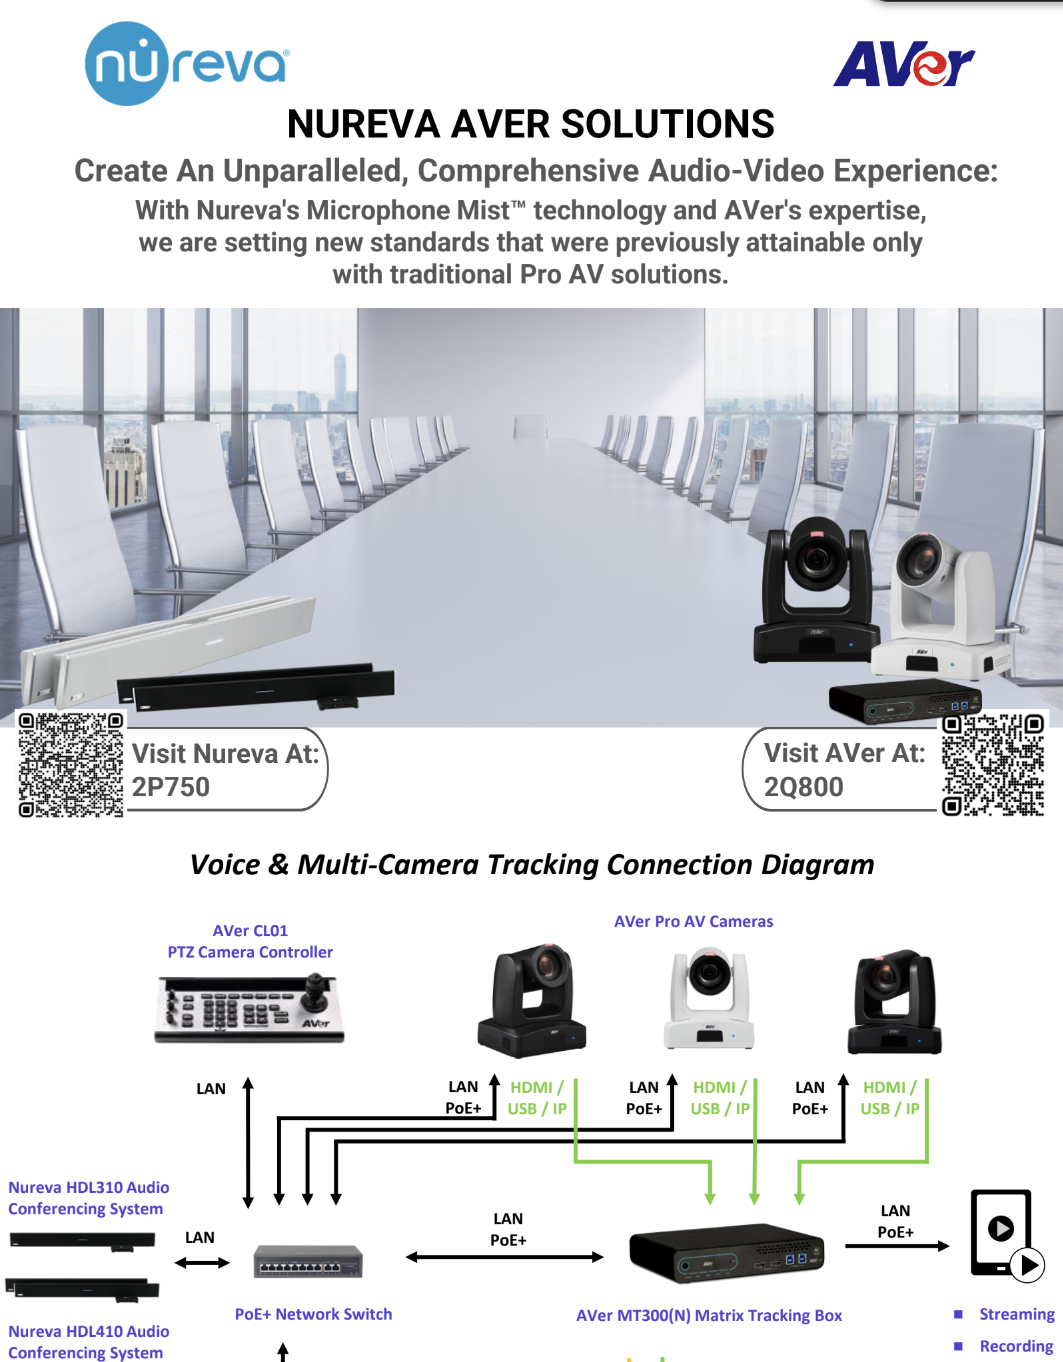 nureva®
AVer
NUREVA AVER SOLUTIONS
Create An Unparalleled, Comprehensive Audio-Video Experience:
With Nureva's Microphone Mist™ technology and AVer's expertise,
we are setting new standards that were previously attainable only
with traditional Pro AV solutions.
AVer
AVer
Visit Nureva At:
2P750
Visit AVer At:
2Q800
Voice & Multi-Camera Tracking Connection Diagram
AVer CL01
PTZ Camera Controller
AVer Pro AV Cameras
AVer
LAN
LAN
PoE+
HDMI /
USB / IP
LAN
PoE+
HDMI /
USB / IP
LAN
PoE+
HDMI /
USB / IP
Nureva HDL310 Audio
Conferencing System
LAN
LAN
PoE+
LAN
PoE+
PoE+ Network Switch
AVer MT300(N) Matrix Tracking Box
Nureva HDL410 Audio
Conferencing System
Streaming
Recording